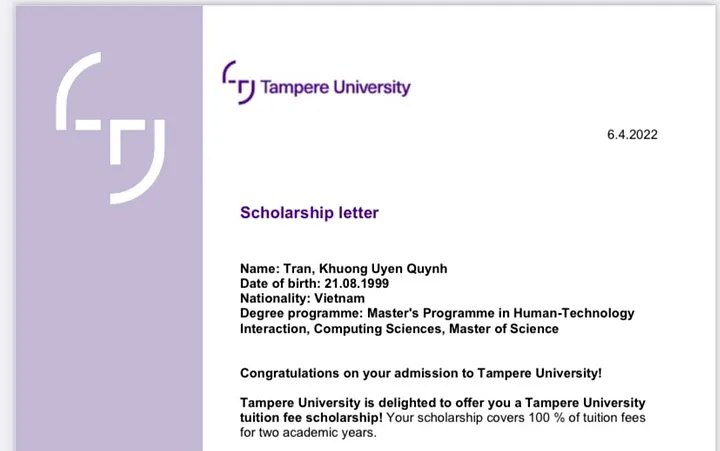 Tampere University
6.4.2022
Scholarship letter
Name: Tran, Khuong Uyen Quynh
Date of birth: 21.08.1999
Nationality: Vietnam
Degree programme: Master's Programme in Human-Technology
Interaction, Computing Sciences, Master of Science
Congratulations on your admission to Tampere University!
Tampere University is delighted to offer you a Tampere University
tuition fee scholarship! Your scholarship covers 100 % of tuition fees
for two academic years.